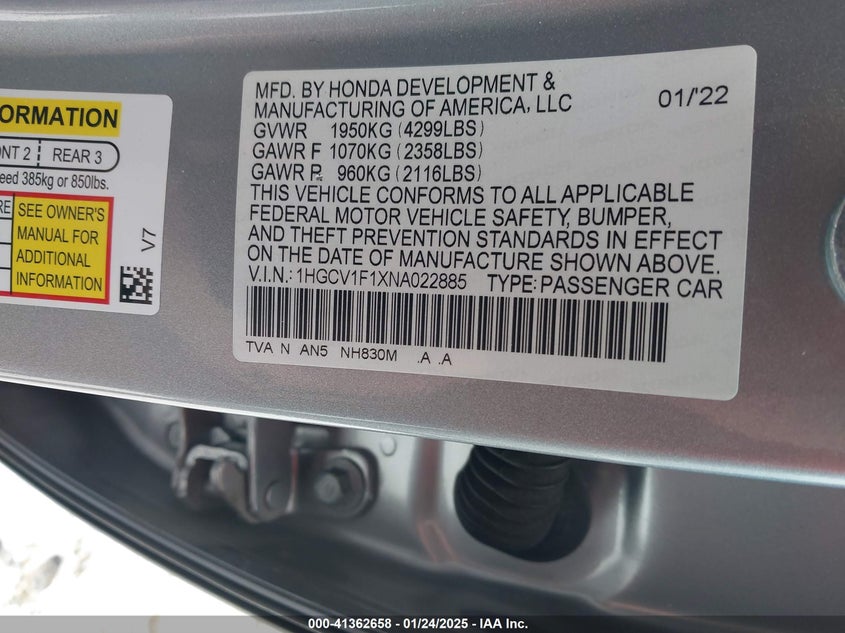 ORMATION
NT 2 REAR 3
eed 385kg or 850lbs.
RE
SEE OWNER'S
MANUAL FOR
ADDITIONAL
INFORMATION
V7
MFD. BY HONDA DEVELOPMENT &
MANUFACTURING OF AMERICA, LLC 01/'22
GVWR 1950KG (4299LBS)
GAWR F 1070KG (2358LBS)
GAWR R 960KG (2116LBS)
THIS VEHICLE CONFORMS TO ALL APPLICABLE
FEDERAL MOTOR VEHICLE SAFETY, BUMPER,
AND THEFT PREVENTION STANDARDS IN EFFECT
ON THE DATE OF MANUFACTURE SHOWN ABOVE.
V.I.N.: 1HGCV1F1XNA022885 TYPE: PASSENGER CAR
TVA N AN5 NH830M .A .A
000-41362658 - 01/24/2025 - IAA Inc.